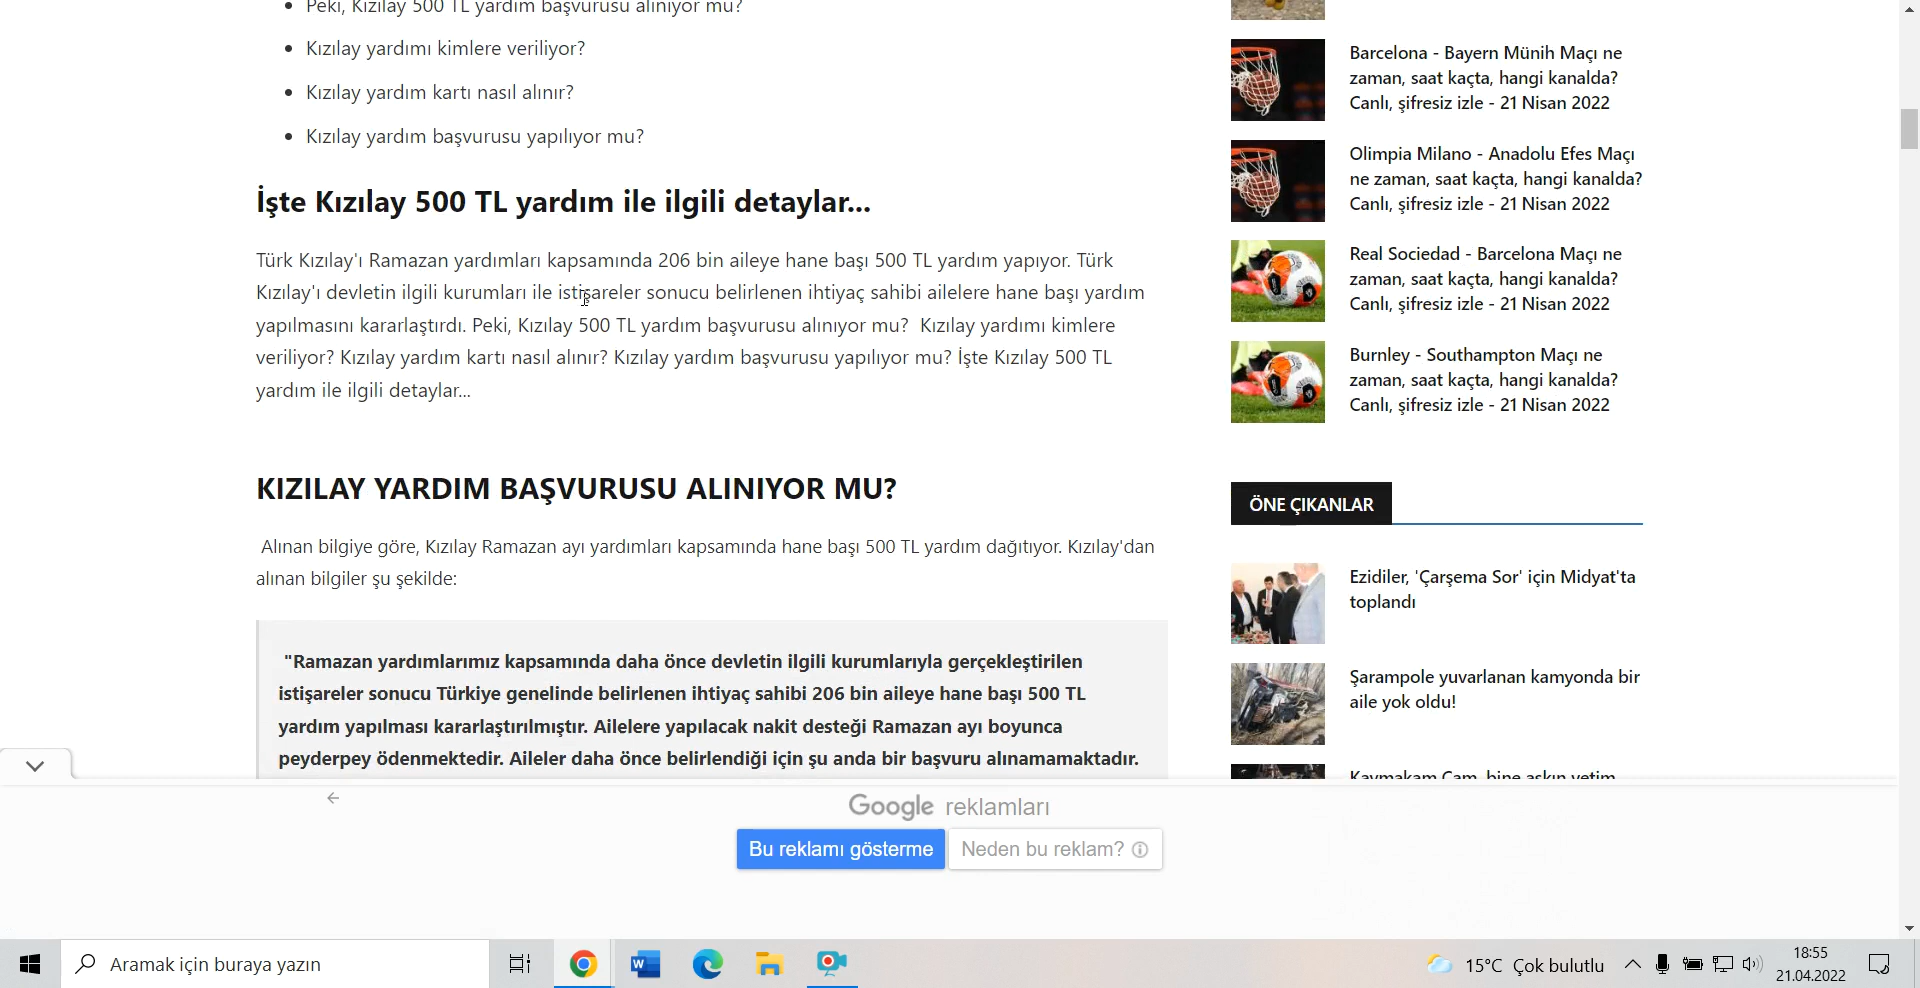 Peki, Kızılay 500 TL yardım başvurusu alınıyor mu?
Kızılay yardımı kimlere veriliyor?
Kızılay yardım kartı nasıl alınır?
Kızılay yardım başvurusu yapılıyor mu?
İşte Kızılay 500 TL yardım ile ilgili detaylar...
Türk Kızılay'ı Ramazan yardımları kapsamında 206 bin aileye hane başı 500 TL yardım yapıyor. Türk
Kızılay'ı devletin ilgili kurumları ile istişareler sonucu belirlenen ihtiyaç sahibi ailelere hane başı yardım
yapılmasını kararlaştırdı. Peki, Kızılay 500 TL yardım başvurusu alınıyor mu? Kızılay yardımı kimlere
veriliyor? Kızılay yardım kartı nasıl alınır? Kızılay yardım başvurusu yapılıyor mu? İşte Kızılay 500 TL
yardım ile ilgili detaylar...
KIZILAY YARDIM BAŞVURUSU ALINIYOR MU?
Alınan bilgiye göre, Kızılay Ramazan ayı yardımları kapsamında hane başı 500 TL yardım dağıtıyor. Kızılay'dan
alınan bilgiler şu şekilde:
"Ramazan yardımlarımız kapsamında daha önce devletin ilgili kurumlarıyla gerçekleştirilen
istişareler sonucu Türkiye genelinde belirlenen ihtiyaç sahibi 206 bin aileye hane başı 500 TL
yardım yapılması kararlaştırılmıştır. Ailelere yapılacak nakit desteği Ramazan ayı boyunca
peyderpey ödenmektedir. Aileler daha önce belirlendiği için şu anda bir başvuru alınamamaktadır.
Barcelona - Bayern Münih Maçı ne
zaman, saat kaçta, hangi kanalda?
Canlı, şifresiz izle - 21 Nisan 2022
Olimpia Milano - Anadolu Efes Maçı
ne zaman, saat kaçta, hangi kanalda?
Canlı, şifresiz izle - 21 Nisan 2022
Real Sociedad - Barcelona Maçı ne
zaman, saat kaçta, hangi kanalda?
Canlı, şifresiz izle - 21 Nisan 2022
Burnley - Southampton Maçı ne
zaman, saat kaçta, hangi kanalda?
Canlı, şifresiz izle - 21 Nisan 2022
ÖNE ÇIKANLAR
Ezidiler, 'Çarşema Sor' için Midyat'ta
toplandı
Şarampole yuvarlanan kamyonda bir
aile yok oldu!
Kaymakam Çam, bine aşkın yetim
Google reklamları
Bu reklamı gösterme
Neden bu reklam?
Aramak için buraya yazın
15°C Çok bulutlu
18:55
21.04.2022